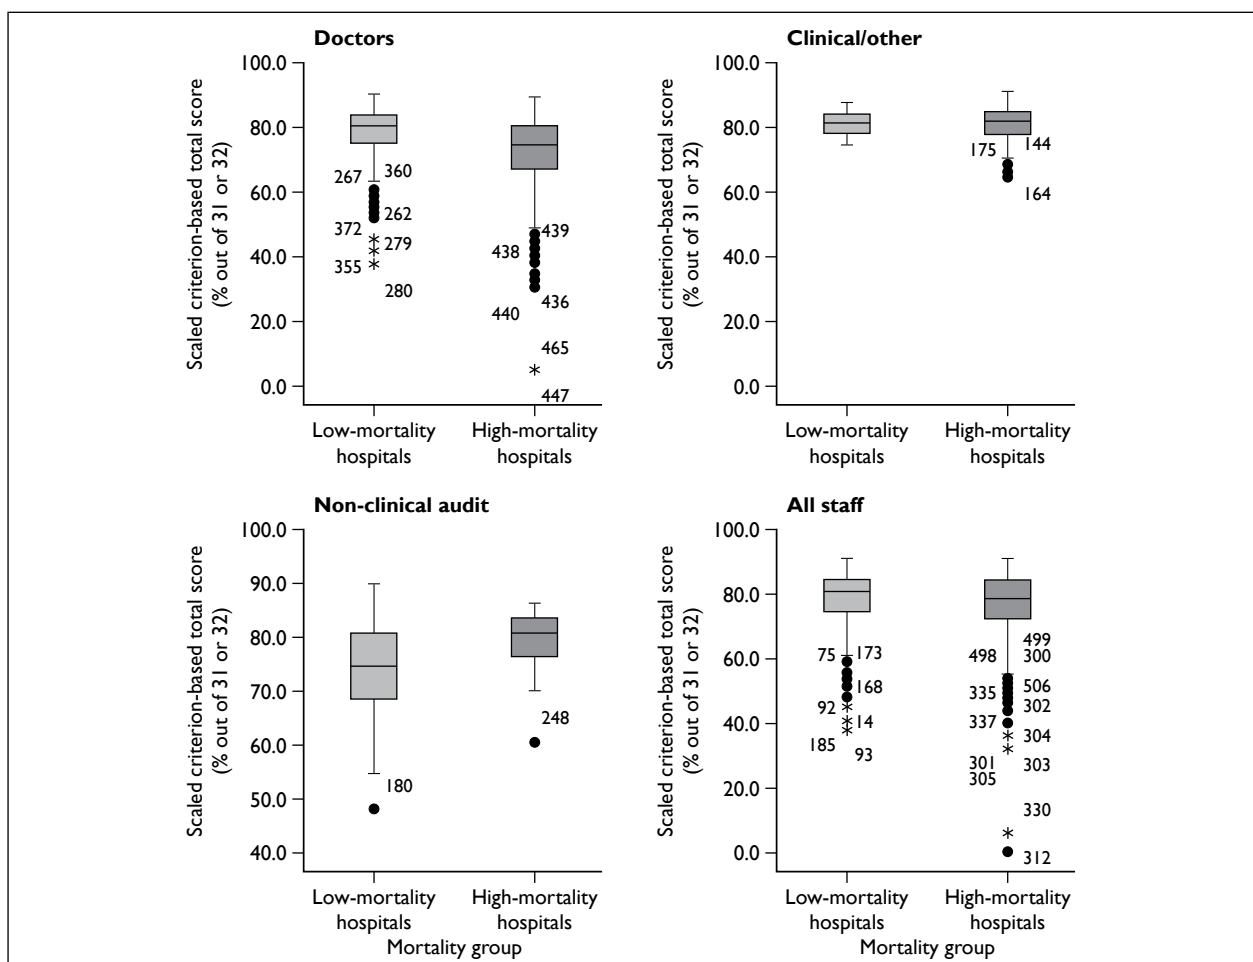 Doctors
Scaled criterion-based total score
(% out of 31 or 32)
100.0
80.0
60.0
40.0
20.0
0.0
267
360
262
372
279
355
280
439
438
436
440
465
447
Low-mortality
hospitals
High-mortality
hospitals
Clinical/other
Scaled criterion-based total score
(% out of 31 or 32)
100.0
80.0
60.0
40.0
20.0
0.0
175
144
164
Low-mortality
hospitals
High-mortality
hospitals
Non-clinical audit
Scaled criterion-based total score
(% out of 31 or 32)
100.0
90.0
80.0
70.0
60.0
50.0
40.0
180
248
Low-mortality
hospitals
High-mortality
hospitals
Mortality group
All staff
Scaled criterion-based total score
(% out of 31 or 32)
100.0
80.0
60.0
40.0
20.0
0.0
75
173
168
92
14
185
93
499
498
300
335
506
302
337
304
301
303
305
330
312
Low-mortality
hospitals
High-mortality
hospitals
Mortality group